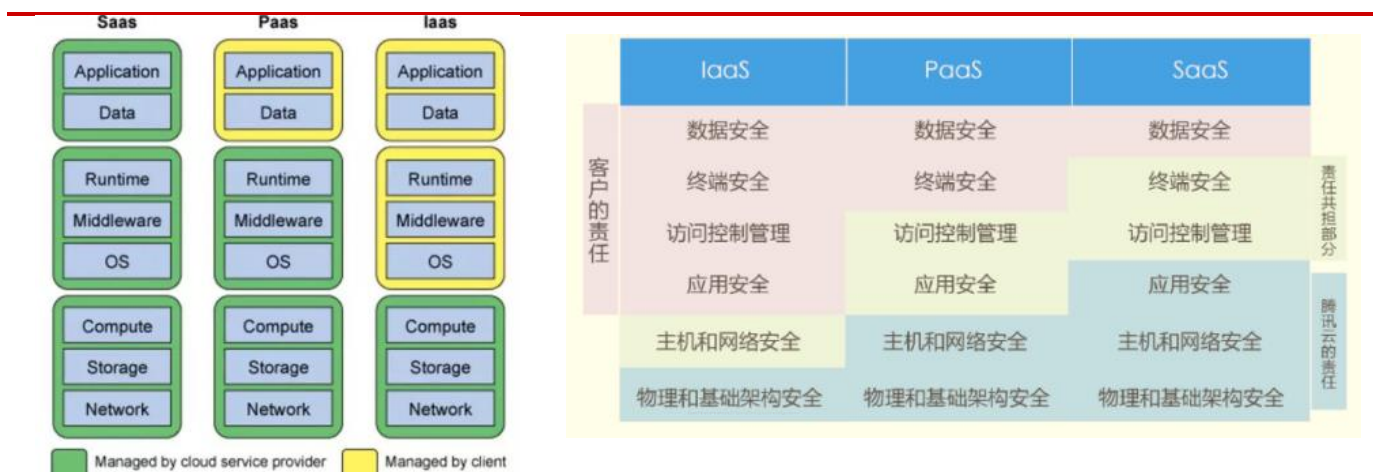 Saas Paas Iaas
Application Application Application
Data Data Data
Runtime Runtime Runtime
Middleware Middleware Middleware
OS OS OS
Compute Compute Compute
Storage Storage Storage
Network Network Network
Managed by cloud service provider Managed by client
IaaS PaaS SaaS
客户的责任
数据安全 数据安全 数据安全
终端安全 终端安全 终端安全
访问控制管理 访问控制管理 访问控制管理
应用安全 应用安全 应用安全
主机和网络安全 主机和网络安全 主机和网络安全
物理和基础架构安全 物理和基础架构安全 物理和基础架构安全
责任共担部分
腾讯云的责任